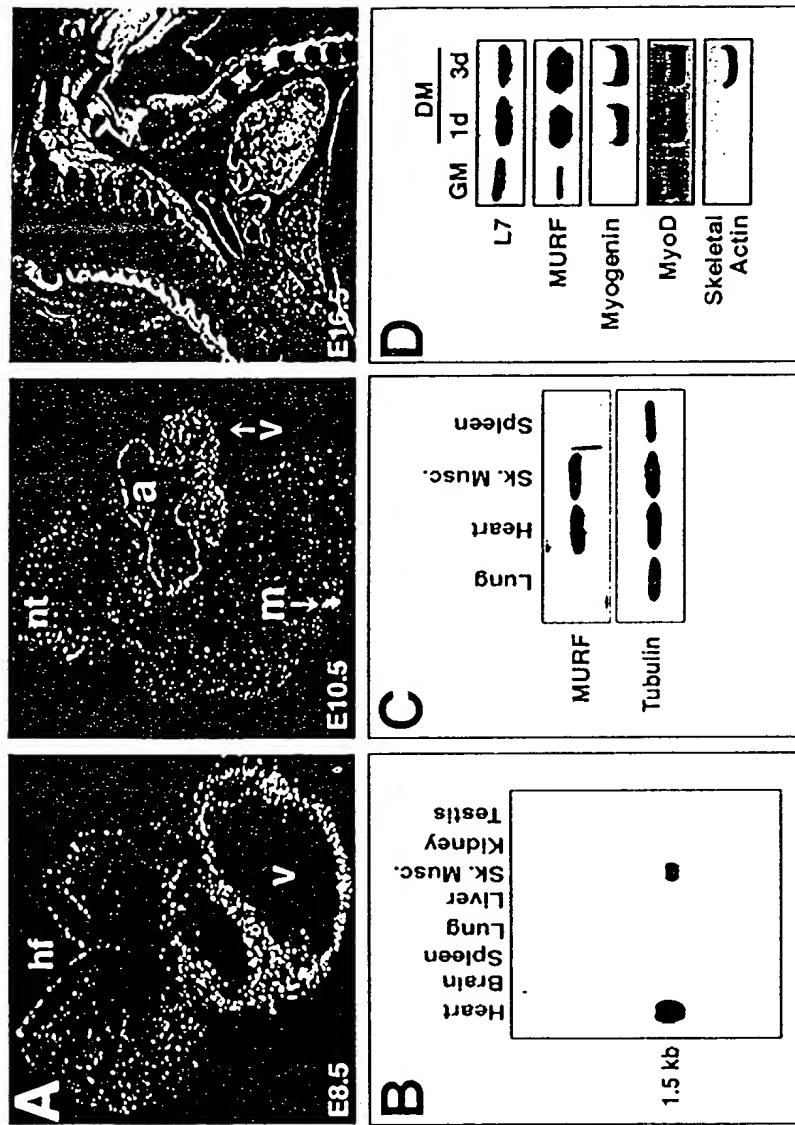 A
hf
v
E8.5
nt
a
m
v
E10.5
E16.5
B
Heart
Brain
Spleen
Lung
Liver
Sk. Musc.
Kidney
Testis
1.5 kb
C
Lung
Heart
Sk. Musc.
Spleen
MURF
Tubulin
D
DM
GM 1d 3d
L7
MURF
Myogenin
MyoD
Skeletal
Actin